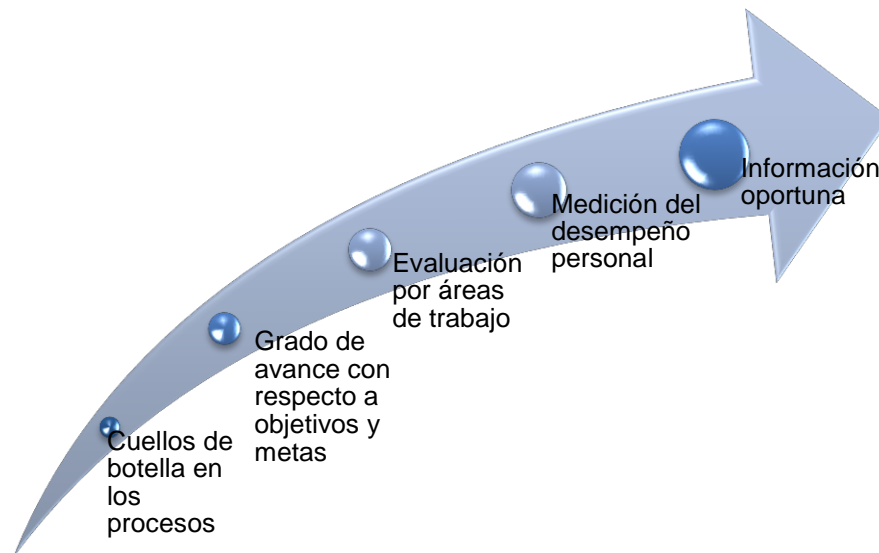 Cuellos de
botella en
los
procesos
Grado de
avance con
respecto a
objetivos y
metas
Evaluación
por áreas
de trabajo
Medición del
desempeño
personal
Información
oportuna